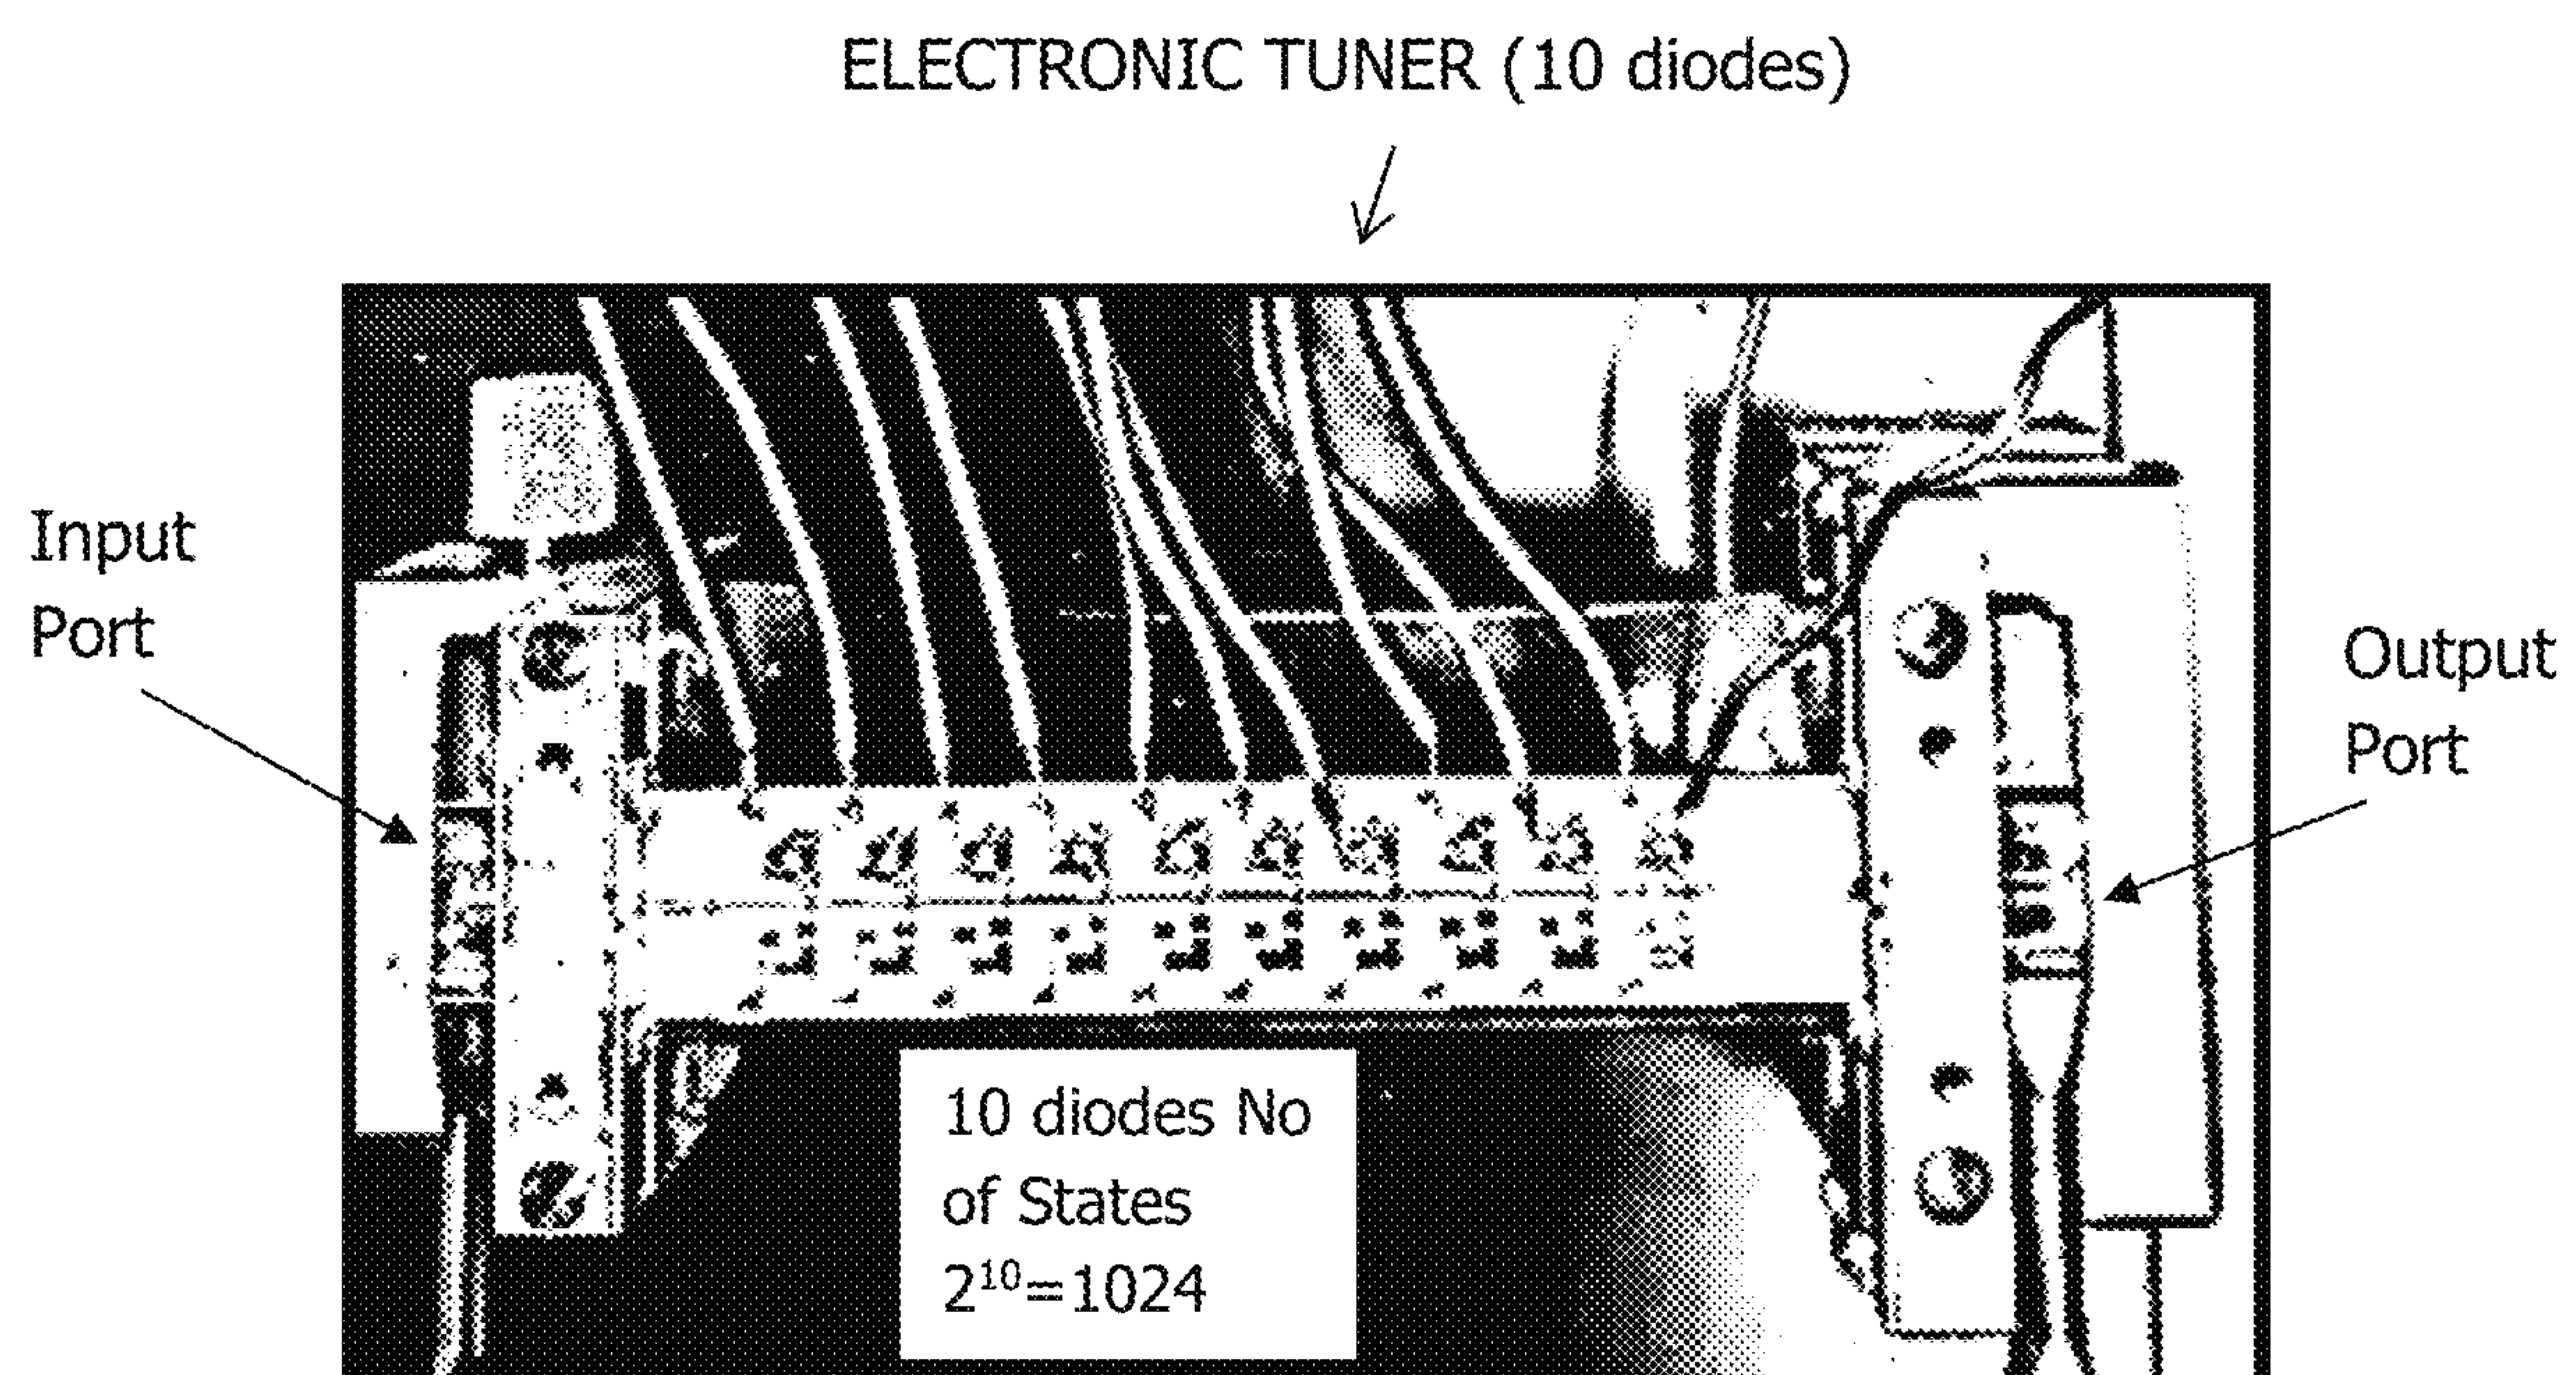 ELECTRONIC TUNER (10 diodes)
Input
Port
Output
Port
10 diodes No
of States
2¹⁰=1024